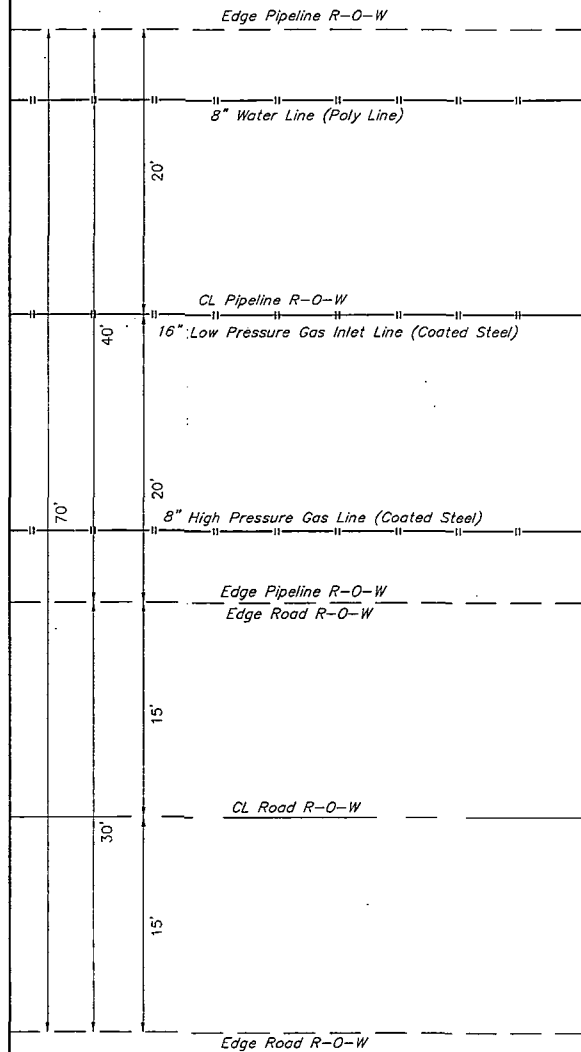 Edge Pipeline R-O-W
8" Water Line (Poly Line)
20'
CL Pipeline R-O-W
16" Low Pressure Gas Inlet Line (Coated Steel)
40'
20'
70'
8" High Pressure Gas Line (Coated Steel)
Edge Pipeline R-O-W
Edge Road R-O-W
15'
CL Road R-O-W
30'
15'
Edge Road R-O-W